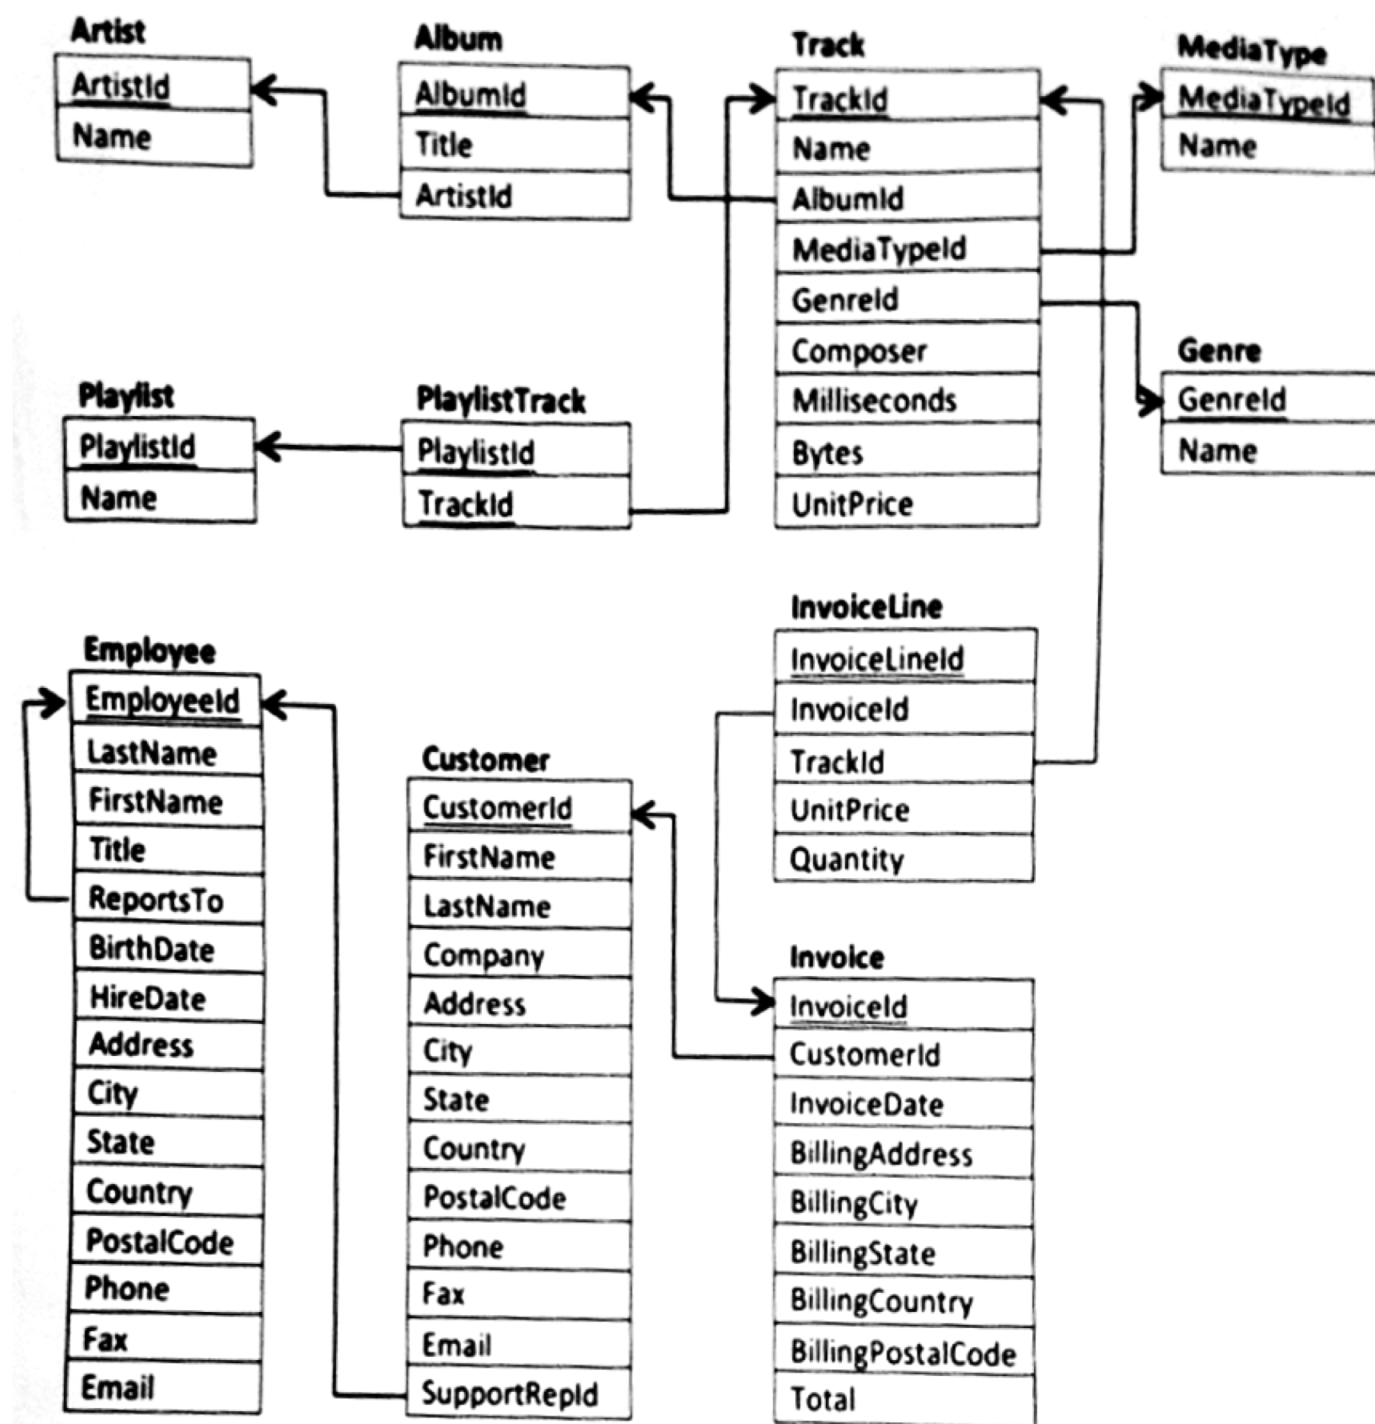 Artist
ArtistId
Name
Album
AlbumId
Title
ArtistId
Track
TrackId
Name
AlbumId
MediaTypeId
GenreId
Composer
Milliseconds
Bytes
UnitPrice
MediaType
MediaTypeId
Name
Genre
GenreId
Name
Playlist
PlaylistId
Name
PlaylistTrack
PlaylistId
TrackId
Employee
EmployeeId
LastName
FirstName
Title
ReportsTo
BirthDate
HireDate
Address
City
State
Country
PostalCode
Phone
Fax
Email
Customer
CustomerId
FirstName
LastName
Company
Address
City
State
Country
PostalCode
Phone
Fax
Email
SupportRepId
InvoiceLine
InvoiceLineId
InvoiceId
TrackId
UnitPrice
Quantity
Invoice
InvoiceId
CustomerId
InvoiceDate
BillingAddress
BillingCity
BillingState
BillingCountry
BillingPostalCode
Total